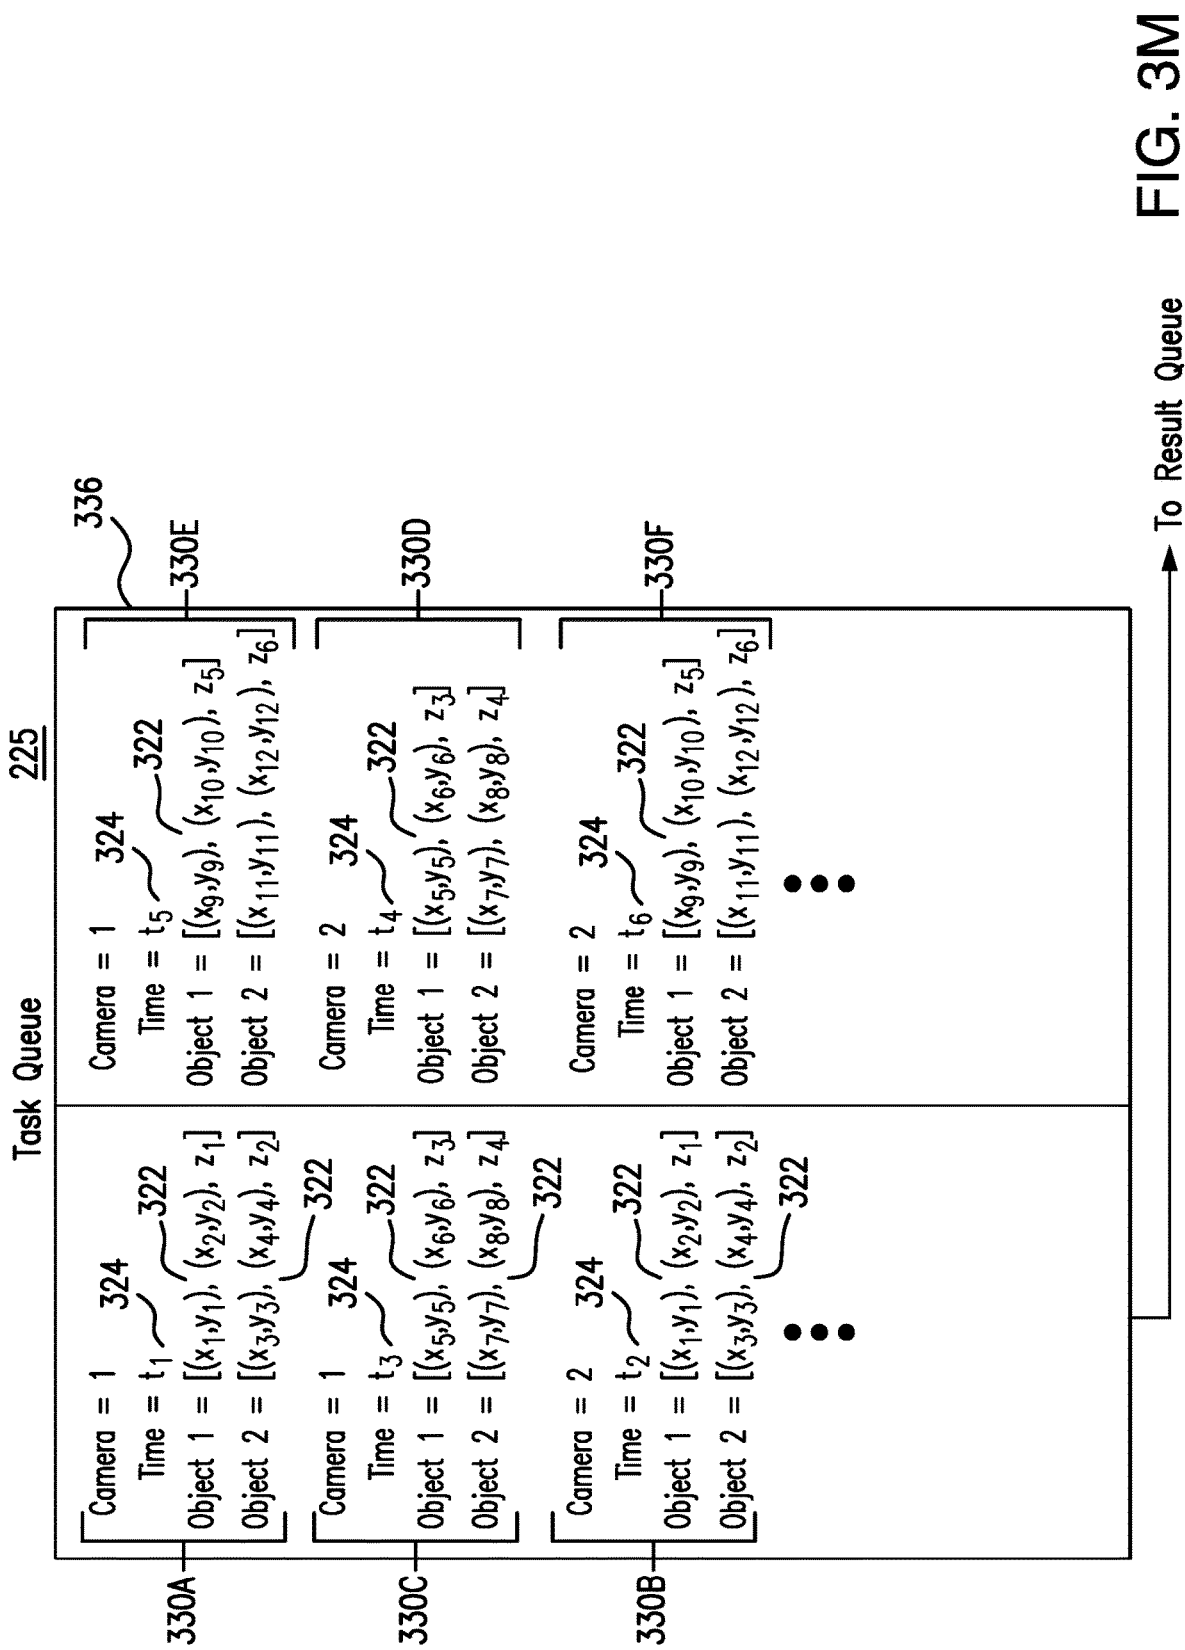 Task Queue
225
336
330A
Camera = 1
324
Time = t₁
322
Object 1 = [(x₁,y₁), (x₂,y₂), z₁]
Object 2 = [(x₃,y₃), (x₄,y₄), z₂]
322
330C
Camera = 1
324
Time = t₃
322
Object 1 = [(x₅,y₅), (x₆,y₆), z₃]
Object 2 = [(x₇,y₇), (x₈,y₈), z₄]
322
330B
Camera = 2
324
Time = t₂
322
Object 1 = [(x₁,y₁), (x₂,y₂), z₁]
Object 2 = [(x₃,y₃), (x₄,y₄), z₂]
322
Camera = 1
324
Time = t₅
322
330E
Object 1 = [(x₉,y₉), (x₁₀,y₁₀), z₅]
Object 2 = [(x₁₁,y₁₁), (x₁₂,y₁₂), z₆]
Camera = 2
324
Time = t₄
322
330D
Object 1 = [(x₅,y₅), (x₆,y₆), z₃]
Object 2 = [(x₇,y₇), (x₈,y₈), z₄]
Camera = 2
324
Time = t₆
322
330F
Object 1 = [(x₉,y₉), (x₁₀,y₁₀), z₅]
Object 2 = [(x₁₁,y₁₁), (x₁₂,y₁₂), z₆]
To Result Queue
FIG. 3M